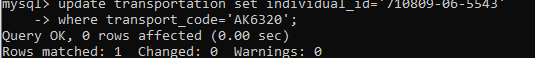 mysql> update transportation set individual_id='710809-06-5543'
-> where transport_code='AK6320';
Query OK, 0 rows affected (0.00 sec)
Rows matched: 1  Changed: 0  Warnings: 0